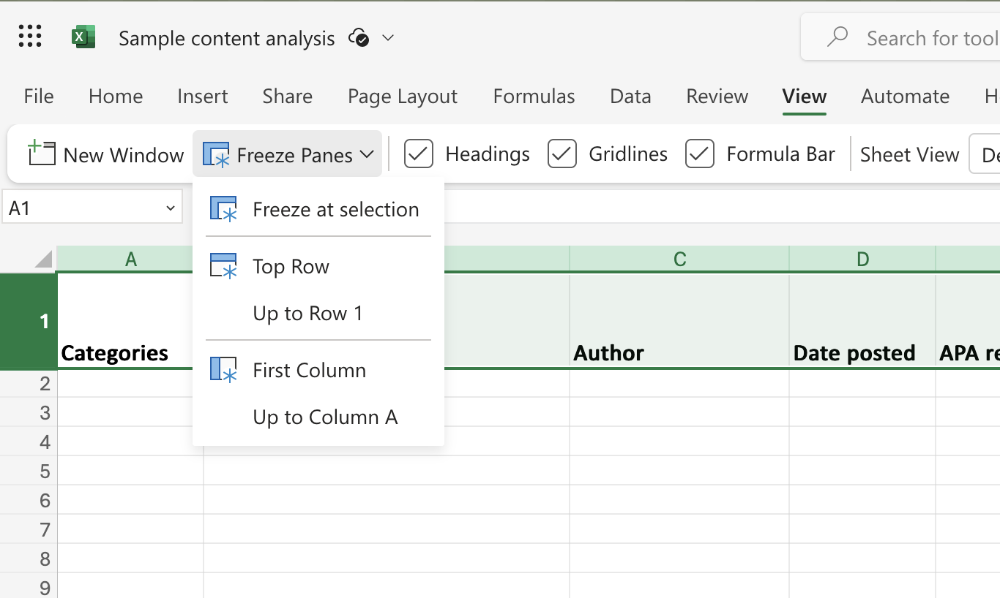 Sample content analysis
Search for tool
File Home Insert Share Page Layout Formulas Data Review View Automate H
New Window Freeze Panes Headings Gridlines Formula Bar Sheet View De
A1
Freeze at selection
Top Row
Up to Row 1
First Column
Up to Column A
A C D
1 Categories Author Date posted APA re
2
3
4
5
6
7
8
9